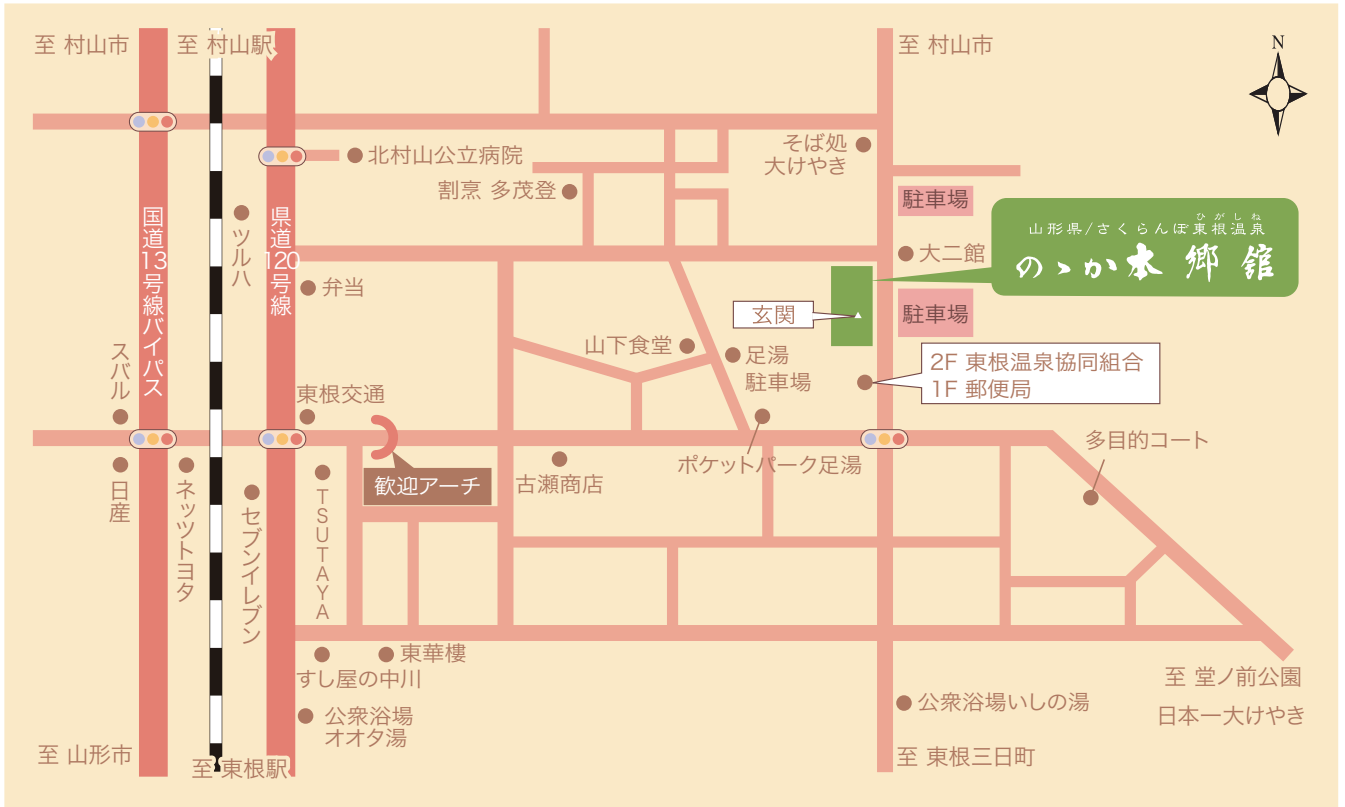 至 村山市
至 村山駅
至 村山市
N
北村山公立病院
そば処
大けやき
割烹 多茂登
駐車場
国道13号線バイパス
ツルハ
県道120号線
ひがしね
山形県/さくらんぼ東根温泉
のゝか本郷館
大二館
弁当
玄関
駐車場
スバル
山下食堂
足湯
駐車場
2F 東根温泉協同組合
1F 郵便局
東根交通
多目的コート
日産
ネッツトヨタ
セブンイレブン
TSUTAYA
歓迎アーチ
古瀬商店
ポケットパーク足湯
東華樓
すし屋の中川
至 堂ノ前公園
日本一大けやき
公衆浴場
オオタ湯
公衆浴場いしの湯
至 山形市
至 東根駅
至 東根三日町